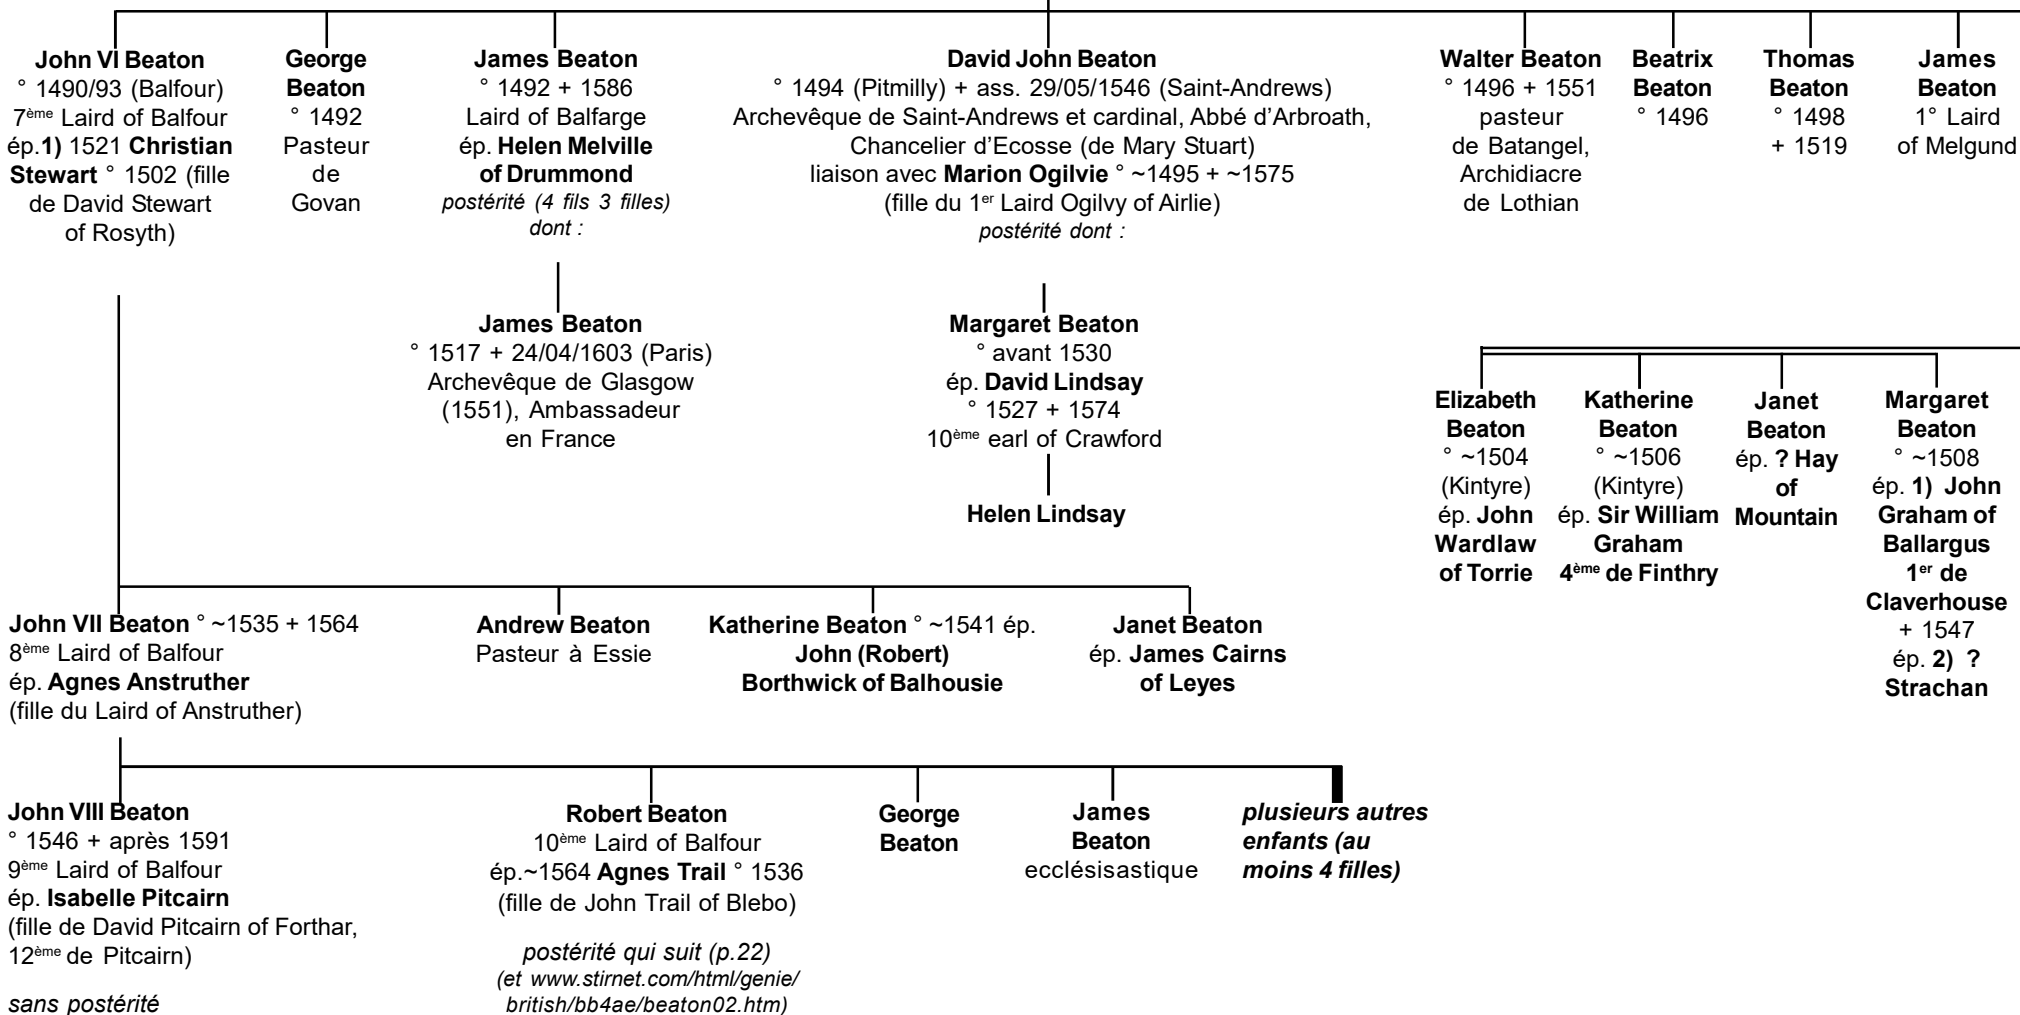 John VI Beaton
° 1490/93 (Balfour)
7ème Laird of Balfour
ép.1) 1521 Christian
Stewart ° 1502 (fille
de David Stewart
of Rosyth)
George
Beaton
° 1492
Pasteur
de
Govan
James Beaton
° 1492 + 1586
Laird of Balfarge
ép. Helen Melville
of Drummond
postérité (4 fils 3 filles)
dont :
David John Beaton
° 1494 (Pitmilly) + ass. 29/05/1546 (Saint-Andrews)
Archevêque de Saint-Andrews et cardinal, Abbé d'Arbroath,
Chancelier d'Ecosse (de Mary Stuart)
liaison avec Marion Ogilvie ° ~1495 + ~1575
(fille du 1er Laird Ogilvy of Airlie)
postérité dont :
Walter Beaton
° 1496 + 1551
pasteur
de Batangel,
Archidiacre
de Lothian
Beatrix
Beaton
° 1496
Thomas
Beaton
° 1498
+ 1519
James
Beaton
1° Laird
of Melgund
James Beaton
° 1517 + 24/04/1603 (Paris)
Archevêque de Glasgow
(1551), Ambassadeur
en France
Margaret Beaton
° avant 1530
ép. David Lindsay
° 1527 + 1574
10ème earl of Crawford
Helen Lindsay
Elizabeth
Beaton
° ~1504
(Kintyre)
ép. John
Wardlaw
of Torrie
Katherine
Beaton
° ~1506
(Kintyre)
ép. Sir William
Graham
4ème de Finthry
Janet
Beaton
ép. ? Hay
of
Mountain
Margaret
Beaton
° ~1508
ép. 1) John
Graham of
Ballargus
1er de
Claverhouse
+ 1547
ép. 2) ?
Strachan
John VII Beaton ° ~1535 + 1564
8ème Laird of Balfour
ép. Agnes Anstruther
(fille du Laird of Anstruther)
Andrew Beaton
Pasteur à Essie
Katherine Beaton ° ~1541 ép.
John (Robert)
Borthwick of Balhousie
Janet Beaton
ép. James Cairns
of Leyes
John VIII Beaton
° 1546 + après 1591
9ème Laird of Balfour
ép. Isabelle Pitcairn
(fille de David Pitcairn of Forthar,
12ème de Pitcairn)
sans postérité
Robert Beaton
10ème Laird of Balfour
ép.~1564 Agnes Trail ° 1536
(fille de John Trail of Blebo)
postérité qui suit (p.22)
(et www.stirnet.com/html/genie/
british/bb4ae/beaton02.htm)
George
Beaton
James
Beaton
ecclésisastique
plusieurs autres
enfants (au
moins 4 filles)